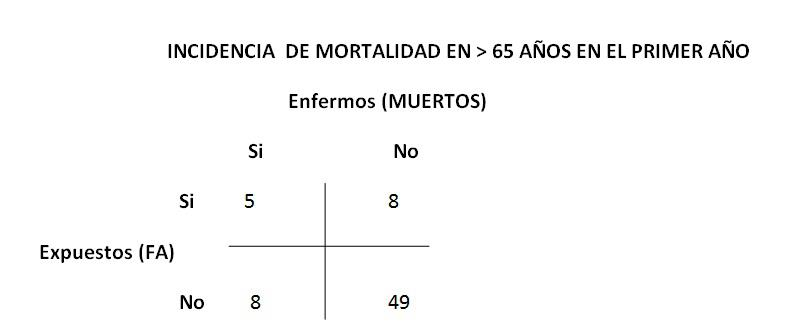 INCIDENCIA DE MORTALIDAD EN > 65 AÑOS EN EL PRIMER AÑO
Enfermos (MUERTOS)
Si No
Si 5 8
Expuestos (FA)
No 8 49